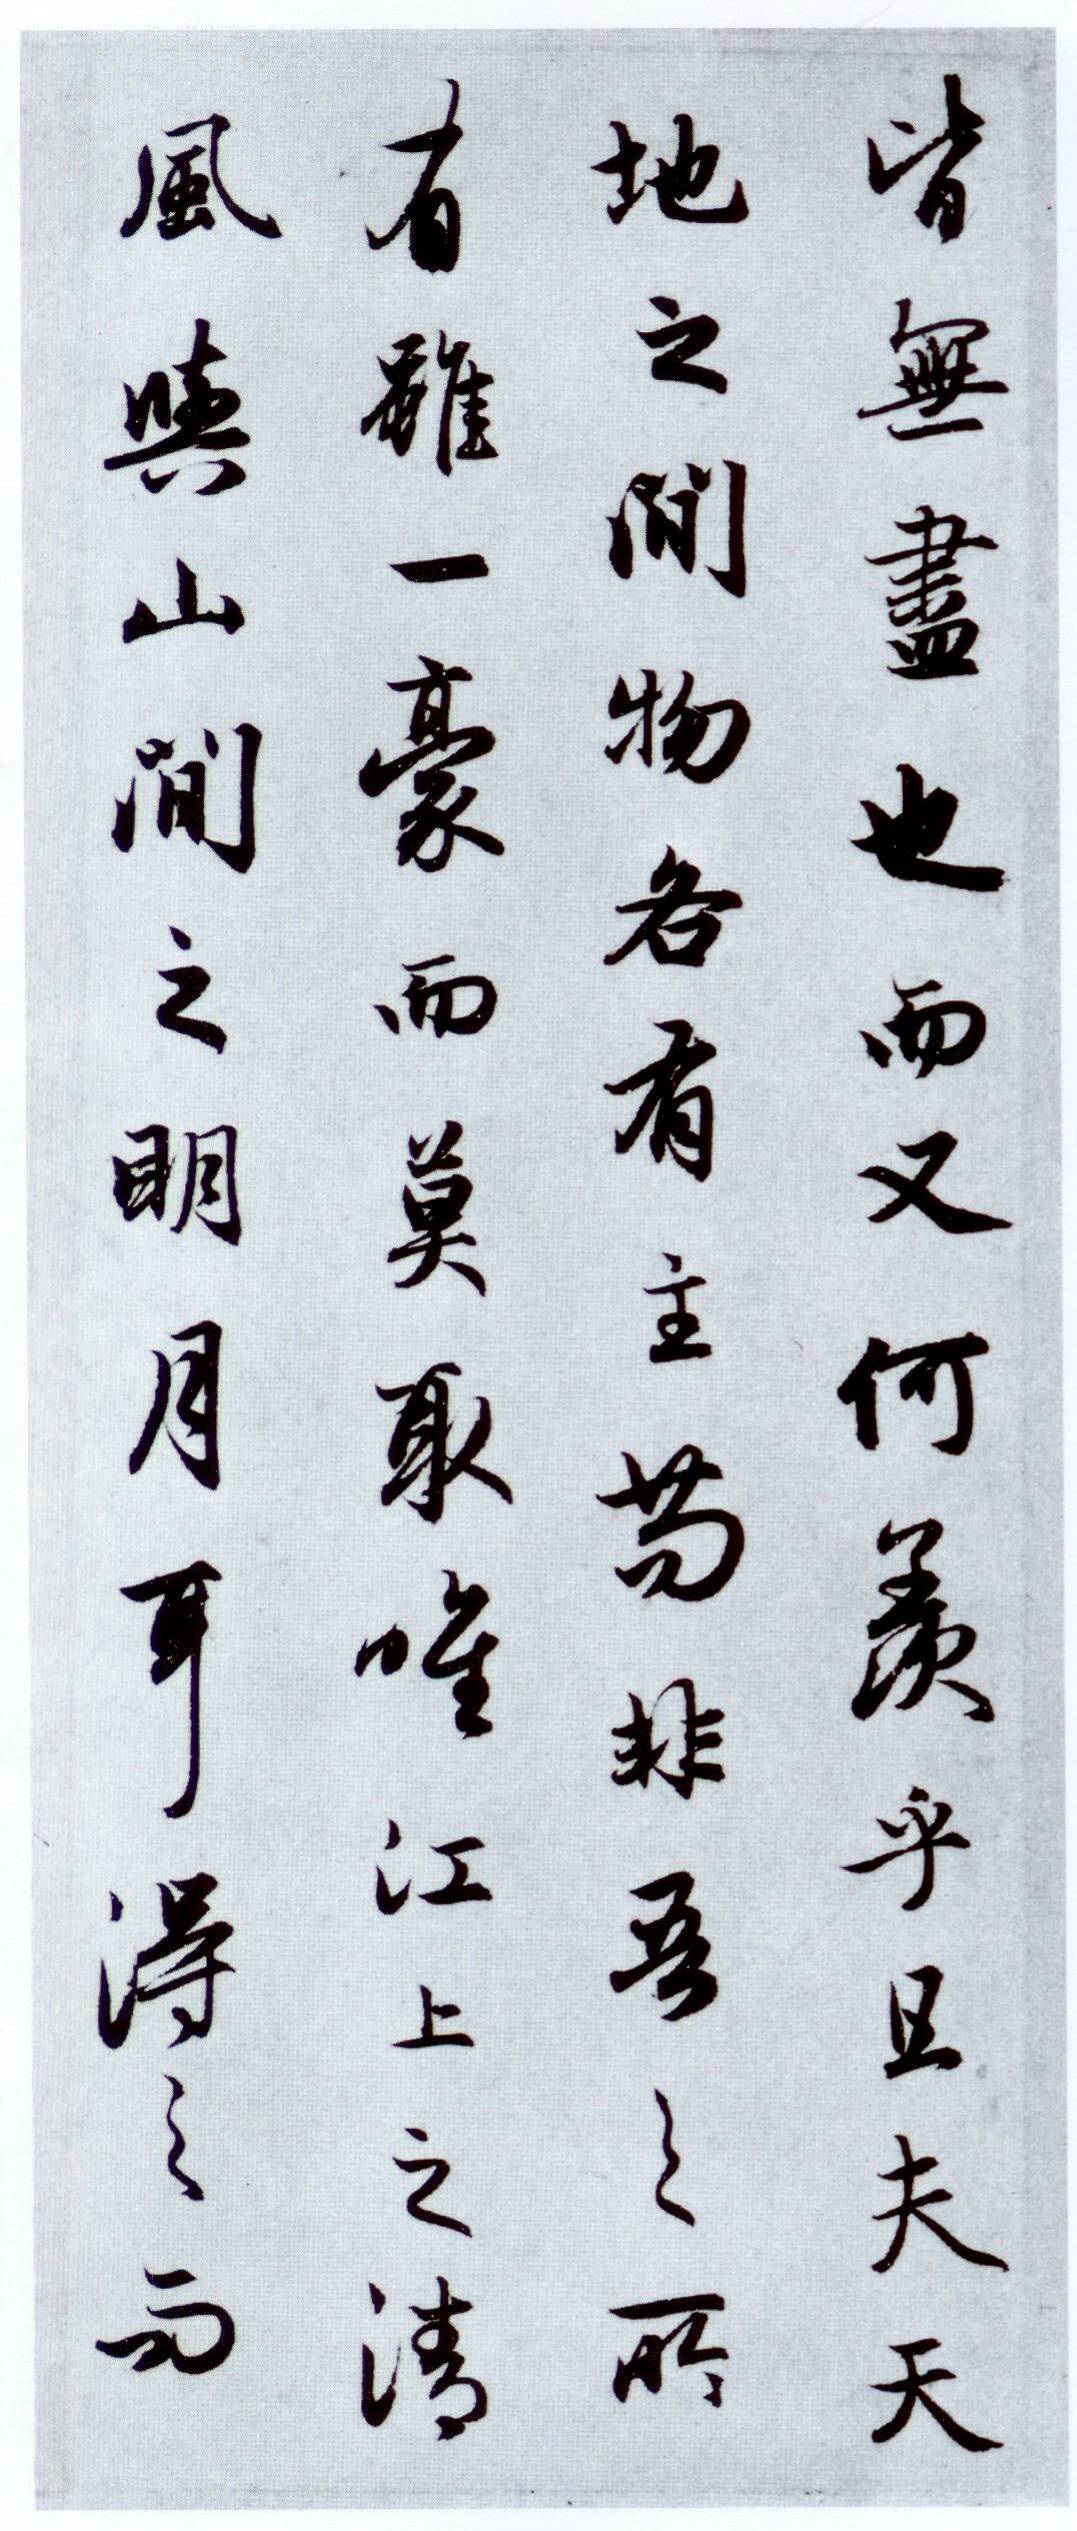 皆無盡也而又何羨乎且夫天
地之間物各有主苟非吾之所
有雖一豪而莫取唯江上之清
風與山間之明月耳得之而